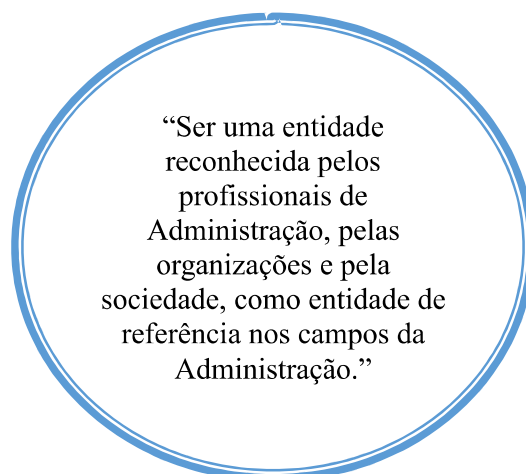 “Ser uma entidade
reconhecida pelos
profissionais de
Administração, pelas
organizações e pela
sociedade, como entidade de
referência nos campos da
Administração.”